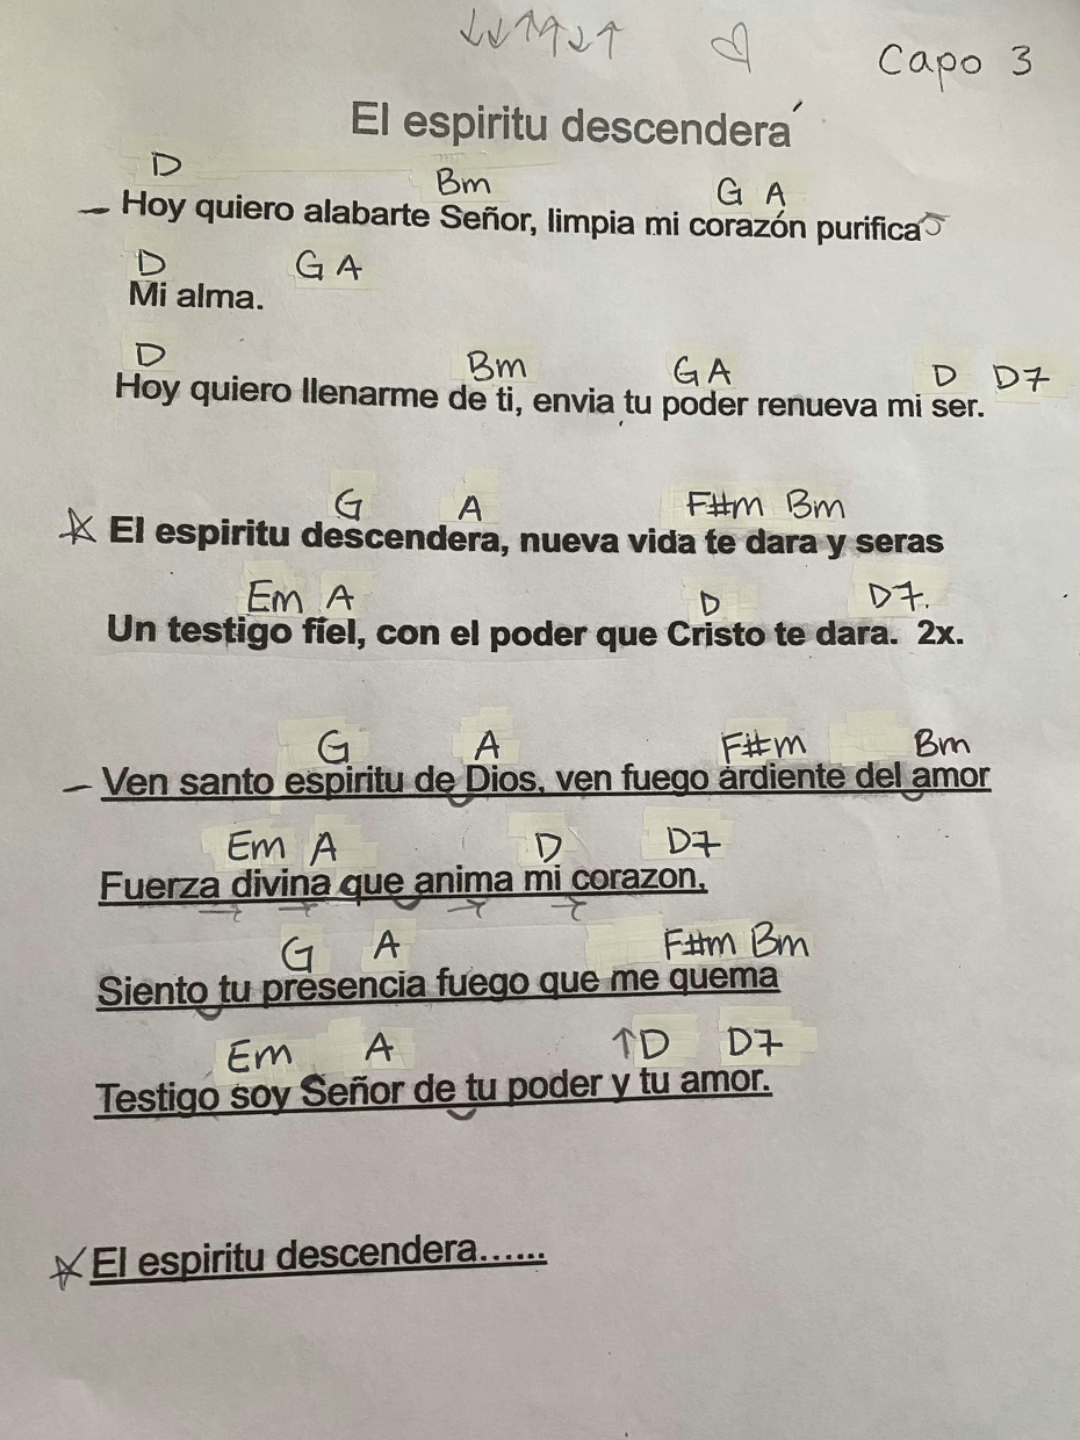 ↓↓↑↑↓↑ ♡ Capo 3
El espiritu descendera´
D Bm G A
– Hoy quiero alabarte Señor, limpia mi corazón purifica
D G A
Mi alma.
D Bm G A D D7
Hoy quiero llenarme de ti, envia tu poder renueva mi ser.
G A F#m Bm
☆ El espiritu descendera, nueva vida te dara y seras
Em A D D7.
Un testigo fiel, con el poder que Cristo te dara. 2x.
G A F#m Bm
– Ven santo espiritu de Dios, ven fuego ardiente del amor
Em A D D7
Fuerza divina que anima mi corazon,
G A F#m Bm
Siento tu presencia fuego que me quema
Em A ↑D D7
Testigo soy Señor de tu poder y tu amor.
☆ El espiritu descendera......